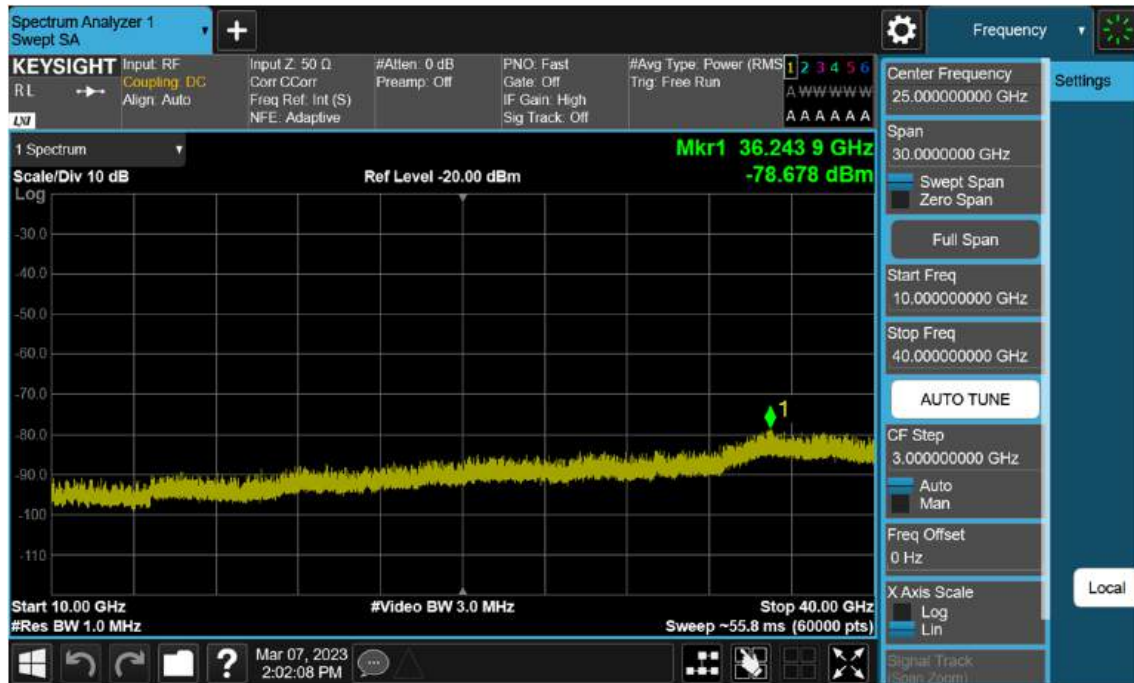 Spectrum Analyzer 1
Swept SA
Frequency
KEYSIGHT
RL
LXI
Input: RF
Coupling: DC
Align: Auto
Input Z: 50 Ω
Corr CCorr
Freq Ref: Int (S)
NFE: Adaptive
#Atten: 0 dB
Preamp: Off
PNO: Fast
Gate: Off
IF Gain: High
Sig Track: Off
#Avg Type: Power (RMS
Trig: Free Run
1 2 3 4 5 6
A W W W W W
A A A A A A
1 Spectrum
Mkr1 36.243 9 GHz
-78.678 dBm
Scale/Div 10 dB
Ref Level -20.00 dBm
Log
-30.0
-40.0
-50.0
-60.0
-70.0
-80.0
-90.0
-100
-110
1
Start 10.00 GHz
#Video BW 3.0 MHz
Stop 40.00 GHz
#Res BW 1.0 MHz
Sweep ~55.8 ms (60000 pts)
Mar 07, 2023
2:02:08 PM
?
Center Frequency
25.000000000 GHz
Settings
Span
30.0000000 GHz
Swept Span
Zero Span
Full Span
Start Freq
10.000000000 GHz
Stop Freq
40.000000000 GHz
AUTO TUNE
CF Step
3.000000000 GHz
Auto
Man
Freq Offset
0 Hz
X Axis Scale
Log
Lin
Local
Signal Track
(Span Zoom)